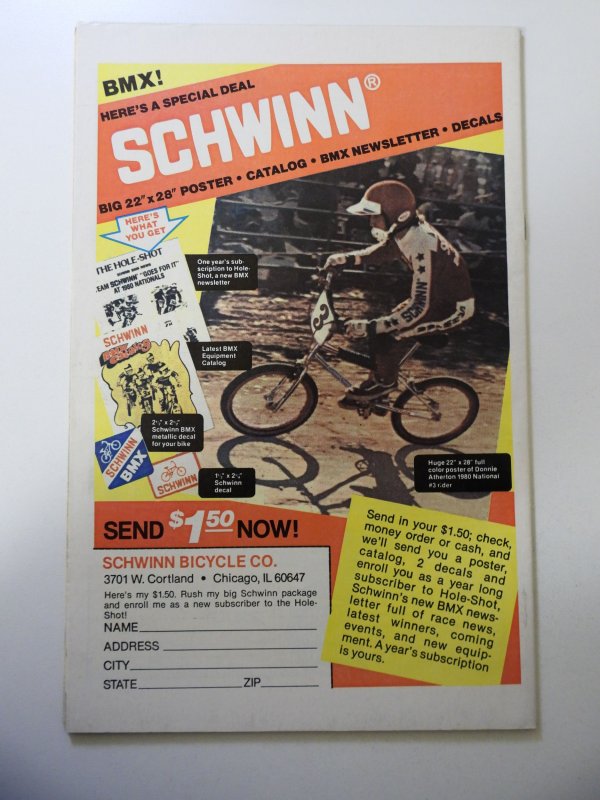 BMX!
HERE'S A SPECIAL DEAL
SCHWINN®
BIG 22" x 28" POSTER • CATALOG • BMX NEWSLETTER • DECALS
HERE'S
WHAT
YOU GET
THE HOLE-SHOT
TEAM SCHWINN "GOES FOR IT"
AT 1980 NATIONALS
SCHWINN
SCHWINN
BMX
SCHWINN
One year's sub-
scription to Hole-
Shot, a new BMX
newsletter
Latest BMX
Equipment
Catalog
2½" x 2½"
Schwinn BMX
metallic decal
for your bike
Schwinn
decal
SCHWINN
Huge 22" x 28" full
color poster of Donnie
Atherton 1980 National
#3 rider
SEND $1.50 NOW!
SCHWINN BICYCLE CO.
3701 W. Cortland • Chicago, IL 60647
Here's my $1.50. Rush my big Schwinn package
and enroll me as a new subscriber to the Hole-
Shot!
NAME
ADDRESS
CITY
STATE ZIP
Send in your $1.50; check,
money order or cash, and
we'll send you a poster,
catalog, 2 decals and
enroll you as a year long
subscriber to Hole-Shot,
Schwinn's new BMX news-
letter full of race news,
latest winners, coming
events, and new equip-
ment. A year's subscription
is yours.